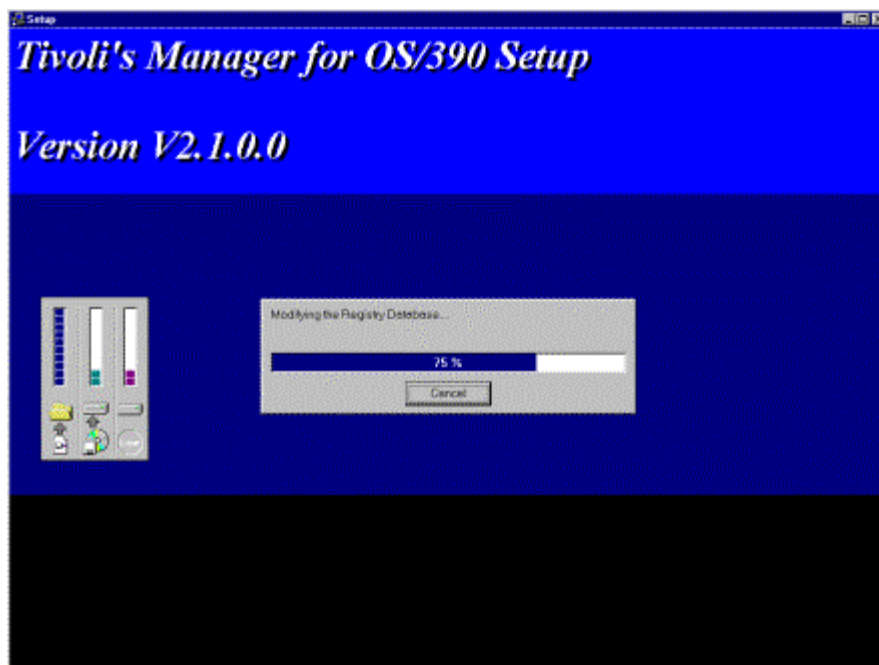 Setup
Tivoli's Manager for OS/390 Setup
Version V2.1.0.0
Modifying the Registry Database...
75 %
Cancel